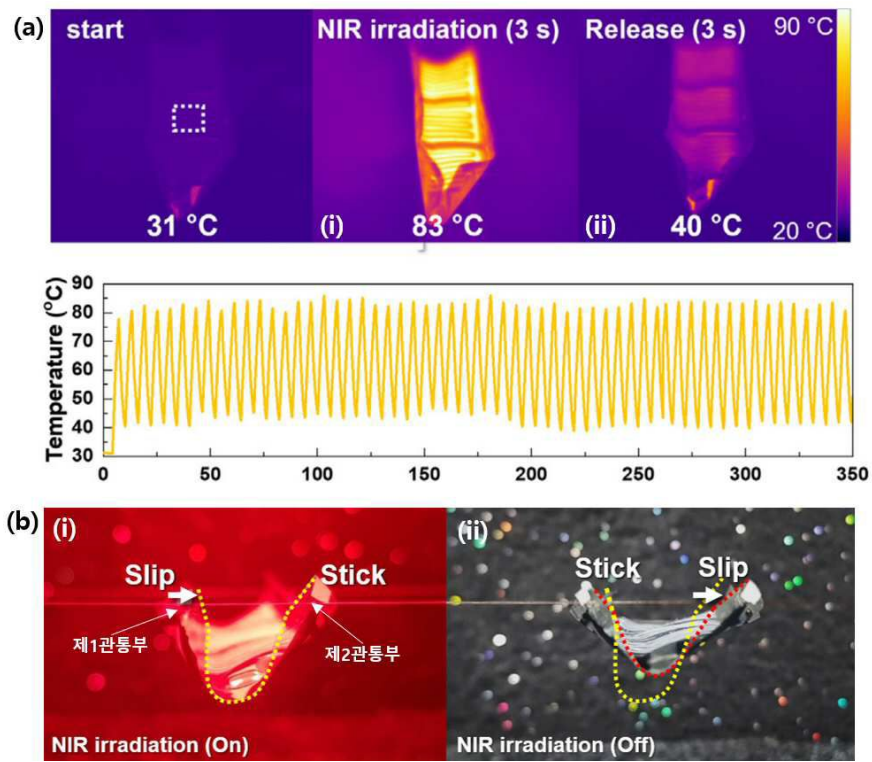 (a)
start
NIR irradiation (3 s)
Release (3 s)
90 °C
31 °C
(i)
83 °C
(ii)
40 °C
20 °C
Temperature (°C)
90
80
70
60
50
40
30
0 50 100 150 200 250 300 350
(b)
(i)
Slip
Stick
제1관통부
제2관통부
NIR irradiation (On)
(ii)
Stick
Slip
NIR irradiation (Off)